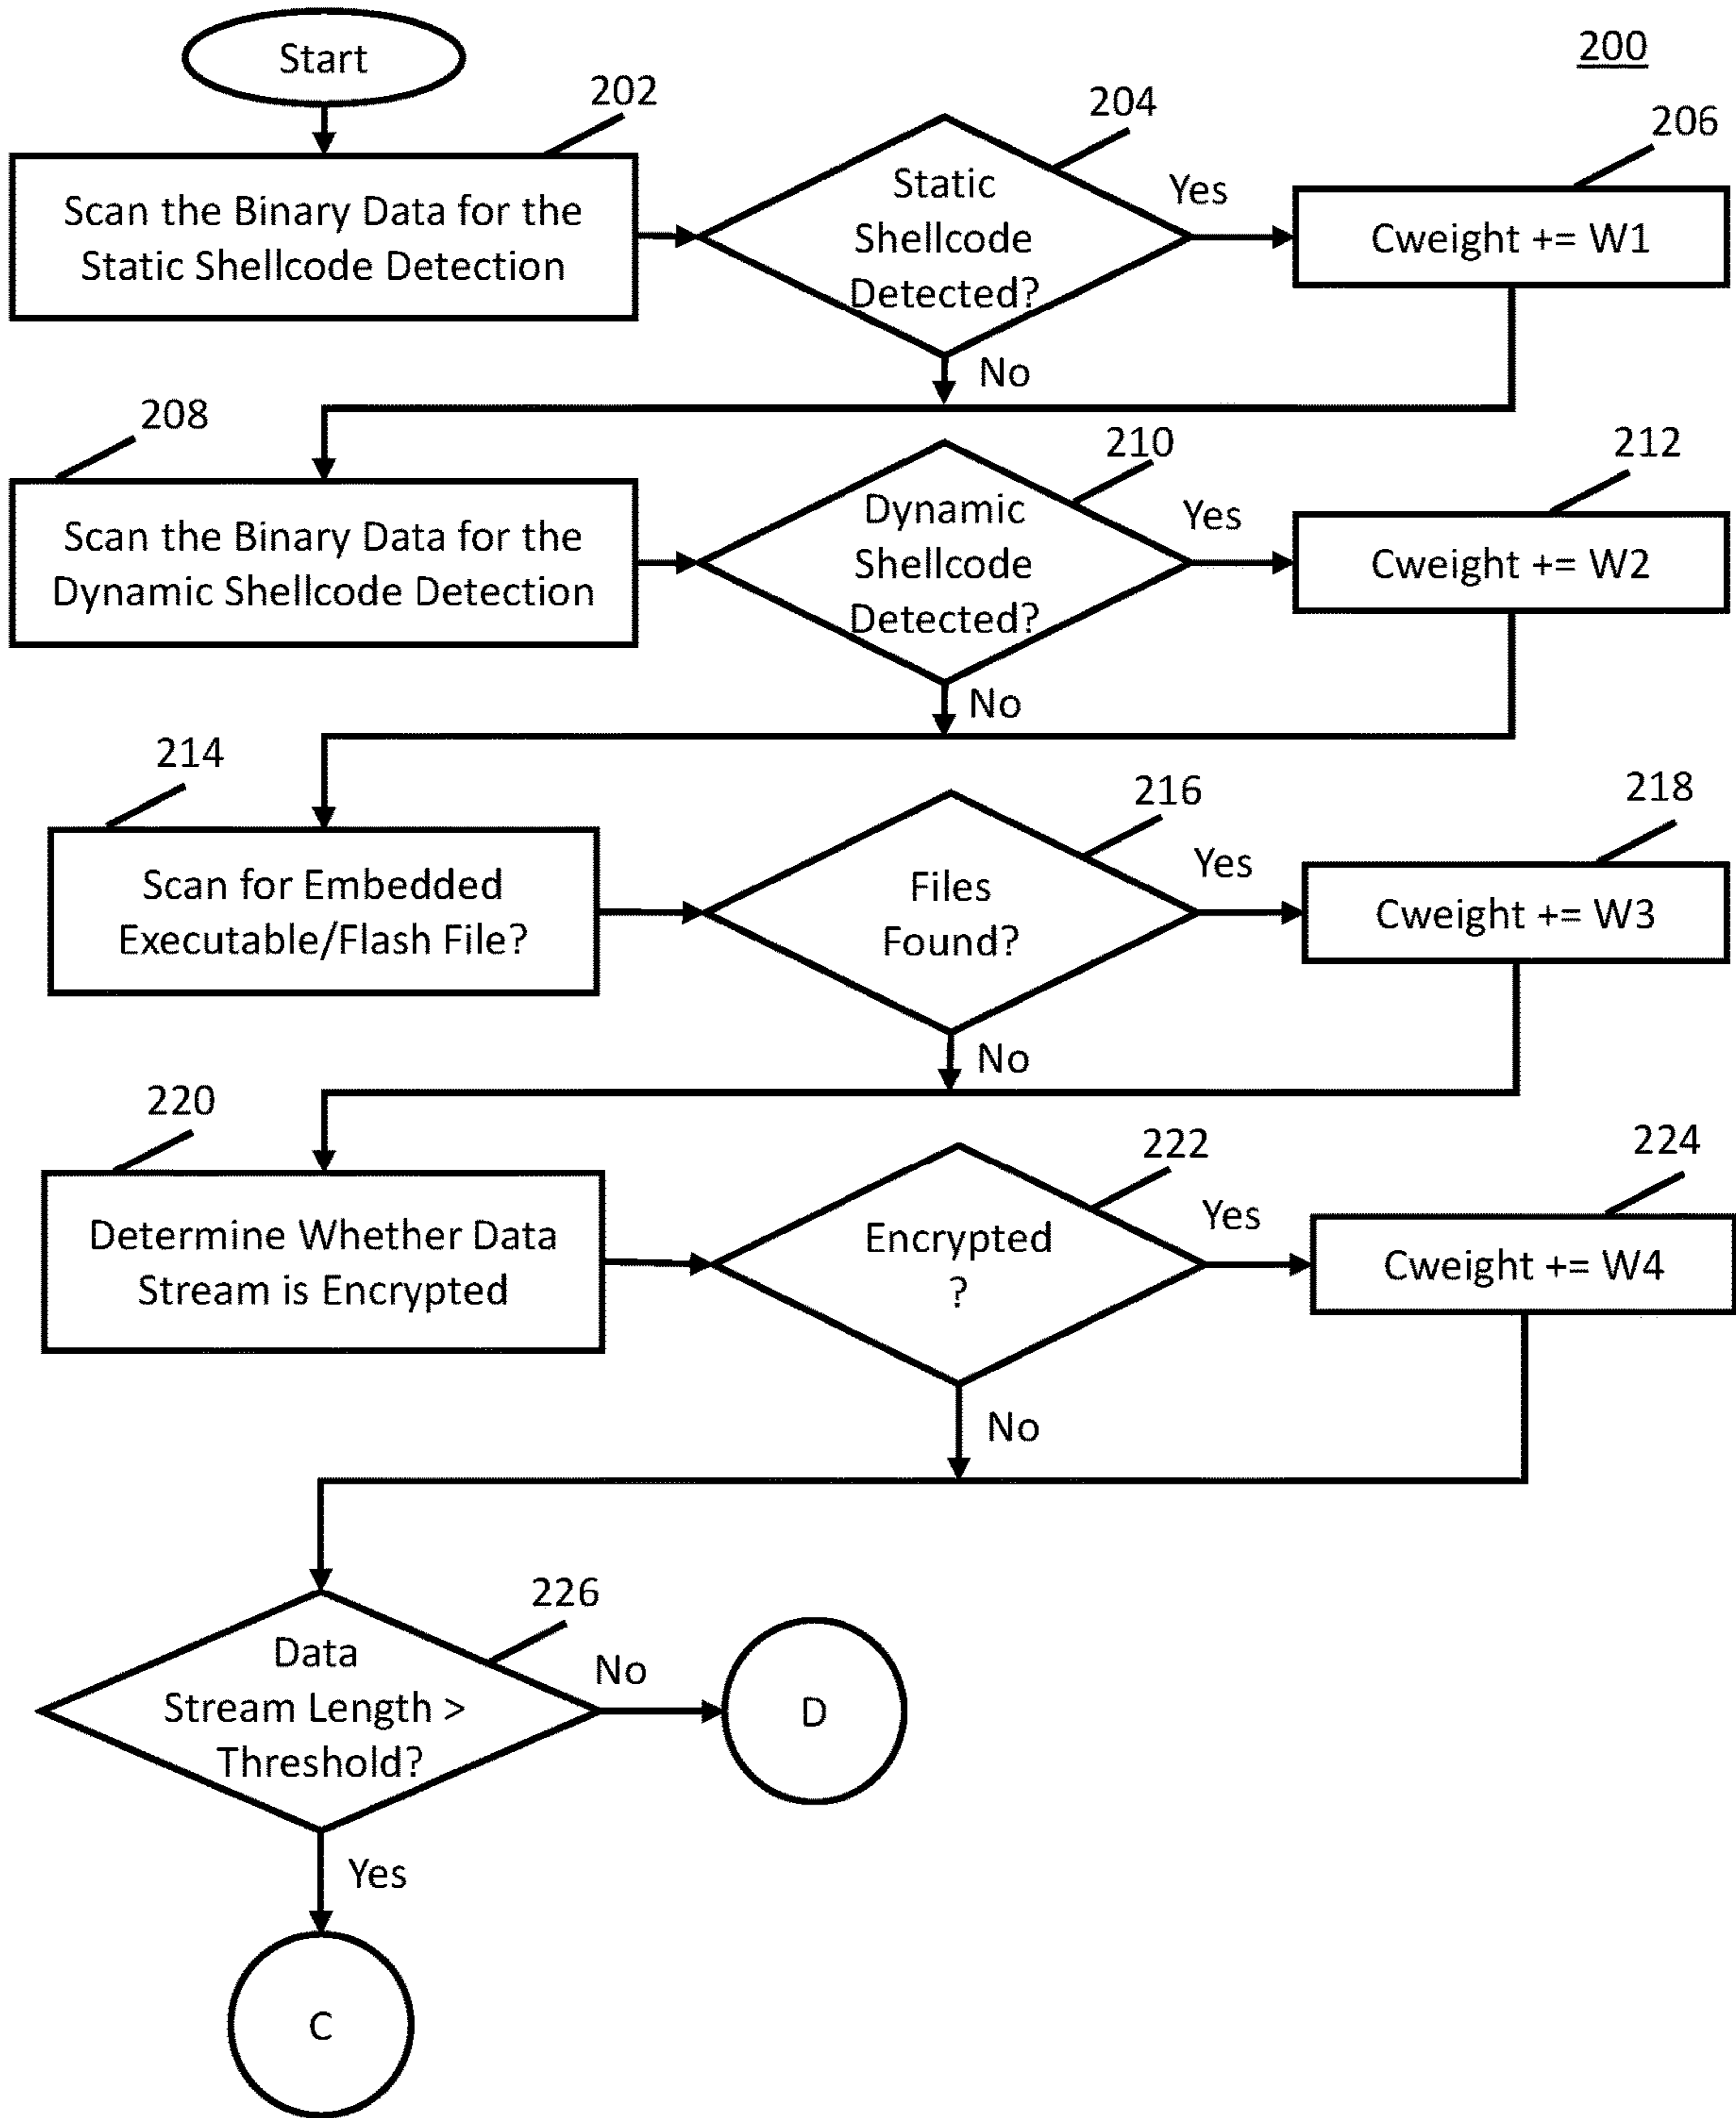 Start
200
202
204
206
Scan the Binary Data for the
Static Shellcode Detection
Static
Shellcode
Detected?
Yes
Cweight += W1
No
208
210
212
Scan the Binary Data for the
Dynamic Shellcode Detection
Dynamic
Shellcode
Detected?
Yes
Cweight += W2
No
214
216
218
Scan for Embedded
Executable/Flash File?
Files
Found?
Yes
Cweight += W3
No
220
222
224
Determine Whether Data
Stream is Encrypted
Encrypted
?
Yes
Cweight += W4
No
226
Data
Stream Length >
Threshold?
No
D
Yes
C